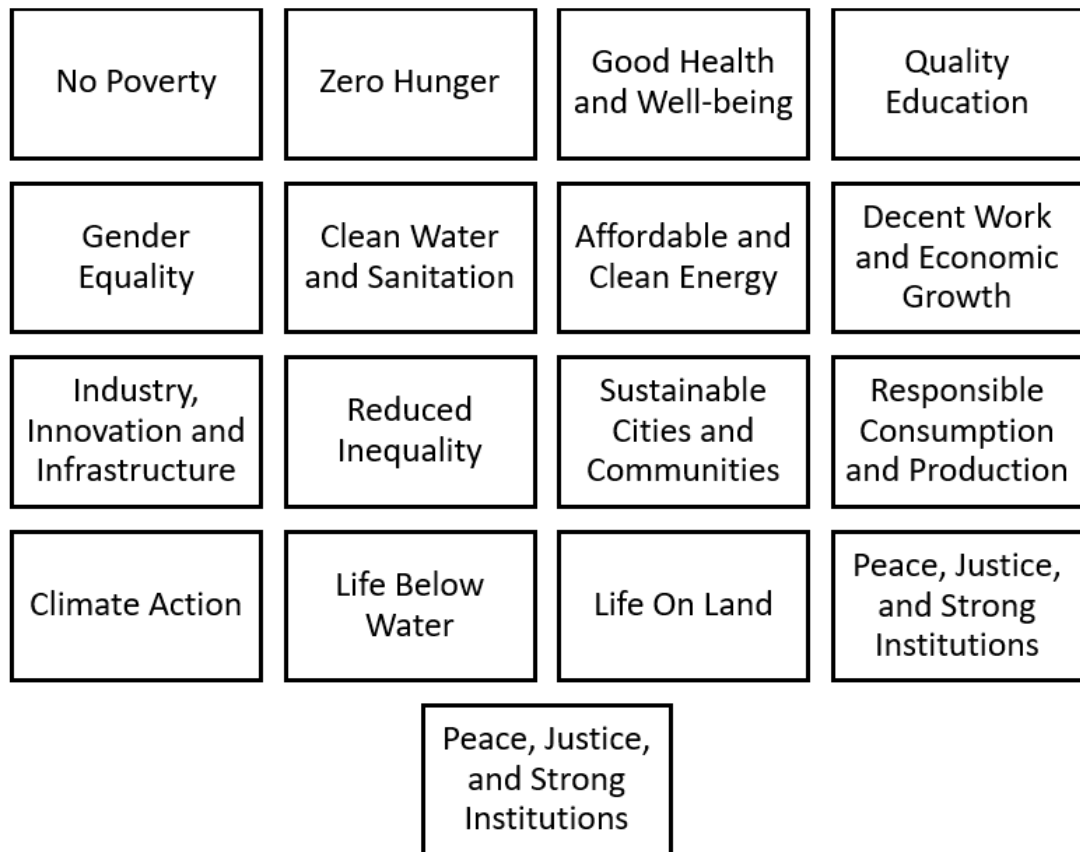 No Poverty
Zero Hunger
Good Health
and Well-being
Quality
Education
Gender
Equality
Clean Water
and Sanitation
Affordable and
Clean Energy
Decent Work
and Economic
Growth
Industry,
Innovation and
Infrastructure
Reduced
Inequality
Sustainable
Cities and
Communities
Responsible
Consumption
and Production
Climate Action
Life Below
Water
Life On Land
Peace, Justice,
and Strong
Institutions
Peace, Justice,
and Strong
Institutions